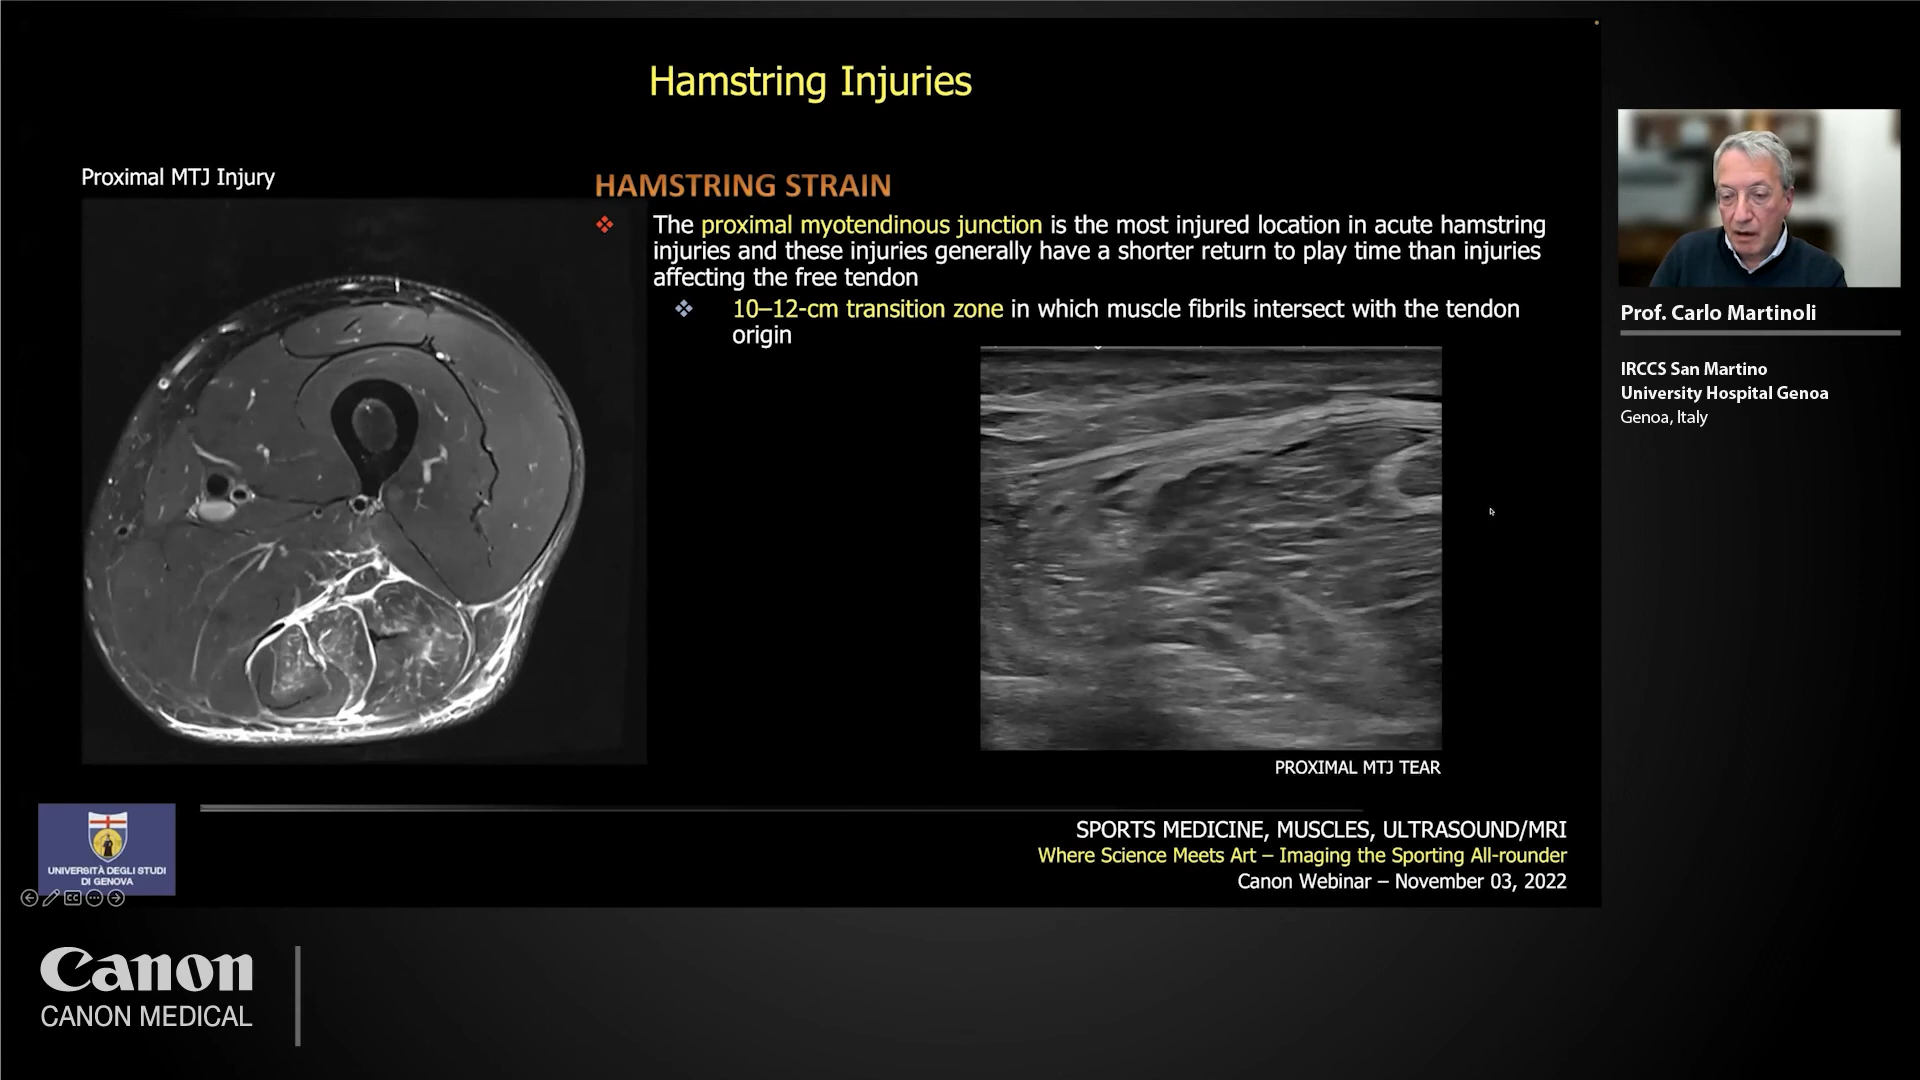 Hamstring Injuries
Proximal MTJ Injury
HAMSTRING STRAIN
The proximal myotendinous junction is the most injured location in acute hamstring
injuries and these injuries generally have a shorter return to play time than injuries
affecting the free tendon
10–12-cm transition zone in which muscle fibrils intersect with the tendon
origin
PROXIMAL MTJ TEAR
UNIVERSITÀ DEGLI STUDI
DI GENOVA
SPORTS MEDICINE, MUSCLES, ULTRASOUND/MRI
Where Science Meets Art – Imaging the Sporting All-rounder
Canon Webinar – November 03, 2022
CC
Prof. Carlo Martinoli
IRCCS San Martino
University Hospital Genoa
Genoa, Italy
Canon
CANON MEDICAL